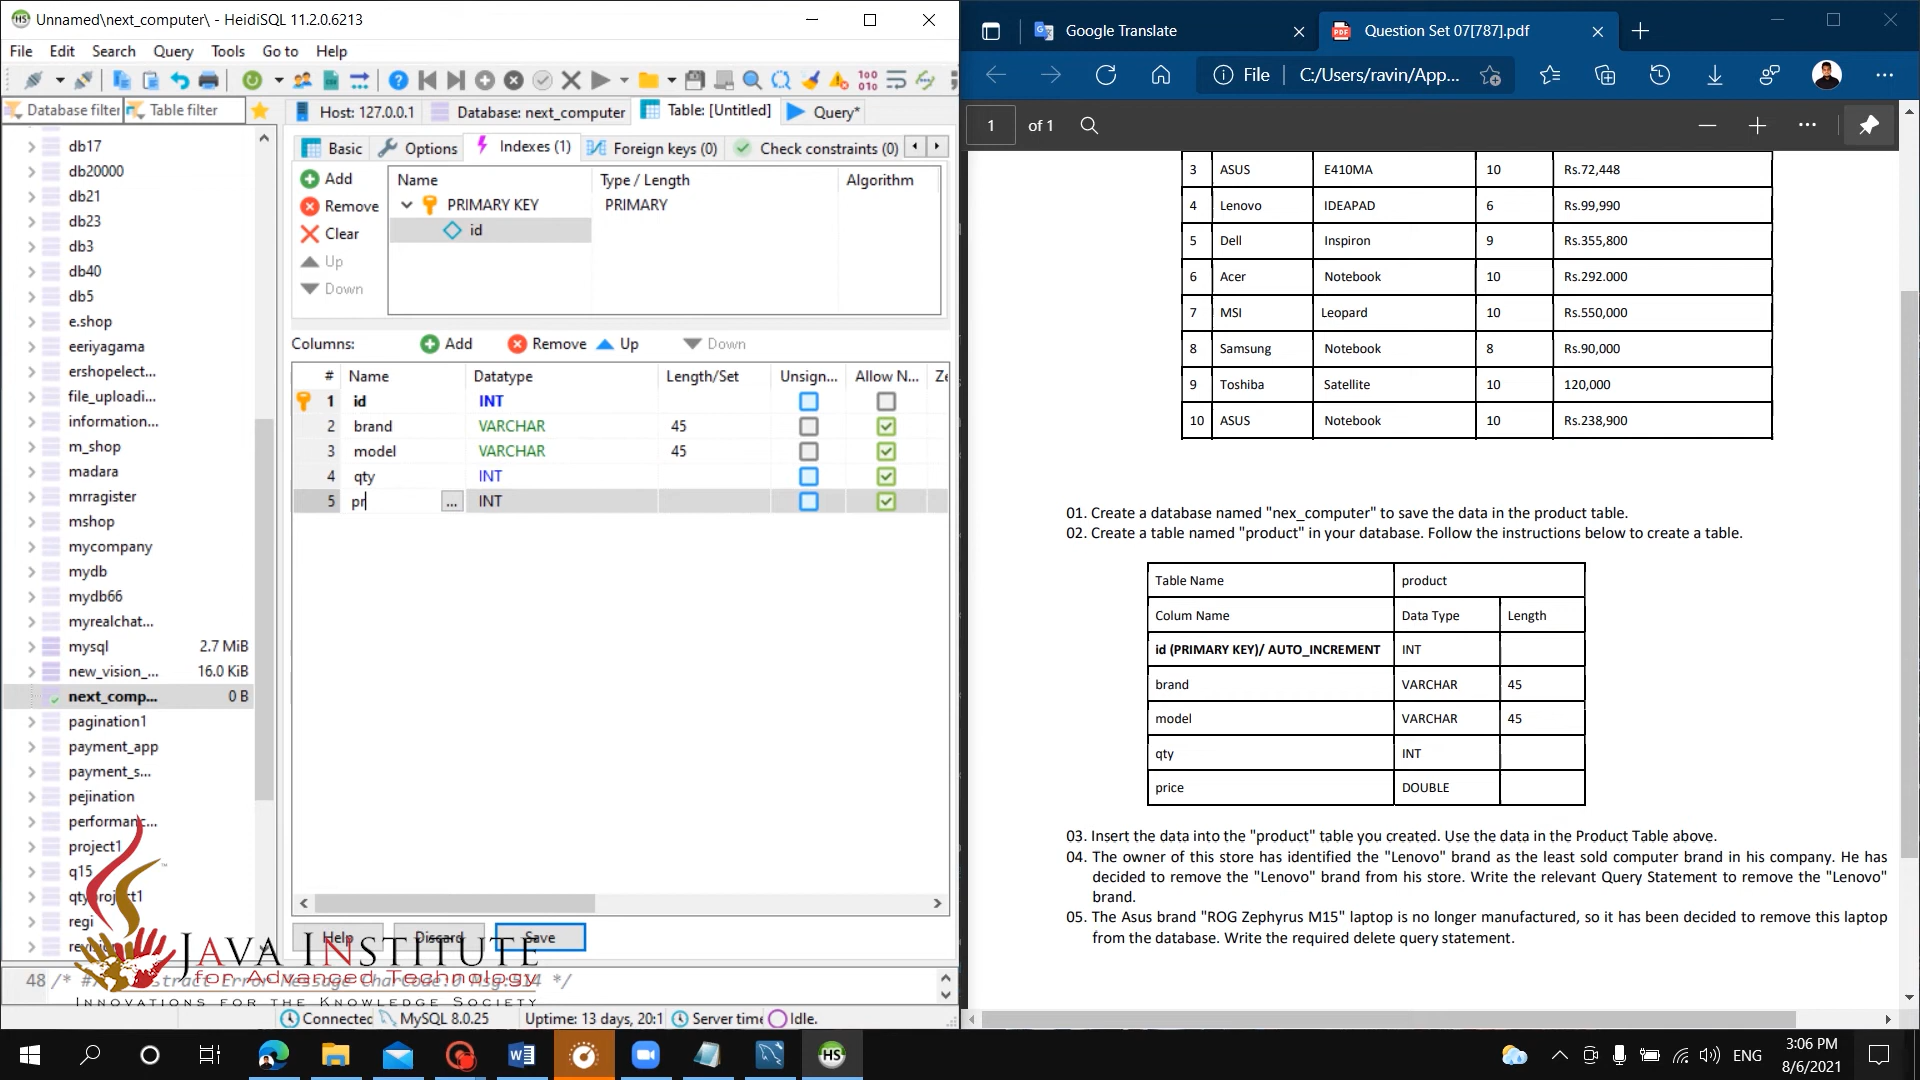 Unnamed\next_computer\ - HeidiSQL 11.2.0.6213
File Edit Search Query Tools Go to Help
Database filter Table filter
Host: 127.0.0.1 Database: next_computer Table: [Untitled] Query*
Basic Options Indexes (1) Foreign keys (0) Check constraints (0)
Add
Remove
Clear
Up
Down
Name Type / Length Algorithm
PRIMARY KEY PRIMARY
id
Columns: Add Remove Up Down
# Name Datatype Length/Set Unsign... Allow N...
1 id INT
2 brand VARCHAR 45
3 model VARCHAR 45
4 qty INT
5 pr ... INT
db17
db20000
db21
db23
db3
db40
db5
e.shop
eeriyagama
ershopelect...
file_uploadi...
information...
m_shop
madara
mrragister
mshop
mycompany
mydb
mydb66
myrealchat...
mysql 2.7 MiB
new_vision_... 16.0 KiB
next_comp... 0 B
pagination1
payment_app
payment_s...
pejination
performanc...
project1
q15
regi
Help Discard Save
JAVA INSTITUTE
for Advanced Technology
INNOVATIONS FOR THE KNOWLEDGE SOCIETY
Connected MySQL 8.0.25 Uptime: 13 days, 20:1 Server time Idle.
Google Translate Question Set 07[787].pdf
File C:/Users/ravin/App...
1 of 1
3 ASUS E410MA 10 Rs.72,448
4 Lenovo IDEAPAD 6 Rs.99,990
5 Dell Inspiron 9 Rs.355,800
6 Acer Notebook 10 Rs.292.000
7 MSI Leopard 10 Rs.550,000
8 Samsung Notebook 8 Rs.90,000
9 Toshiba Satellite 10 120,000
10 ASUS Notebook 10 Rs.238,900
01. Create a database named "nex_computer" to save the data in the product table.
02. Create a table named "product" in your database. Follow the instructions below to create a table.
Table Name product
Colum Name Data Type Length
id (PRIMARY KEY)/ AUTO_INCREMENT INT
brand VARCHAR 45
model VARCHAR 45
qty INT
price DOUBLE
03. Insert the data into the "product" table you created. Use the data in the Product Table above.
04. The owner of this store has identified the "Lenovo" brand as the least sold computer brand in his company. He has
decided to remove the "Lenovo" brand from his store. Write the relevant Query Statement to remove the "Lenovo"
brand.
05. The Asus brand "ROG Zephyrus M15" laptop is no longer manufactured, so it has been decided to remove this laptop
from the database. Write the required delete query statement.
ENG 3:06 PM
8/6/2021